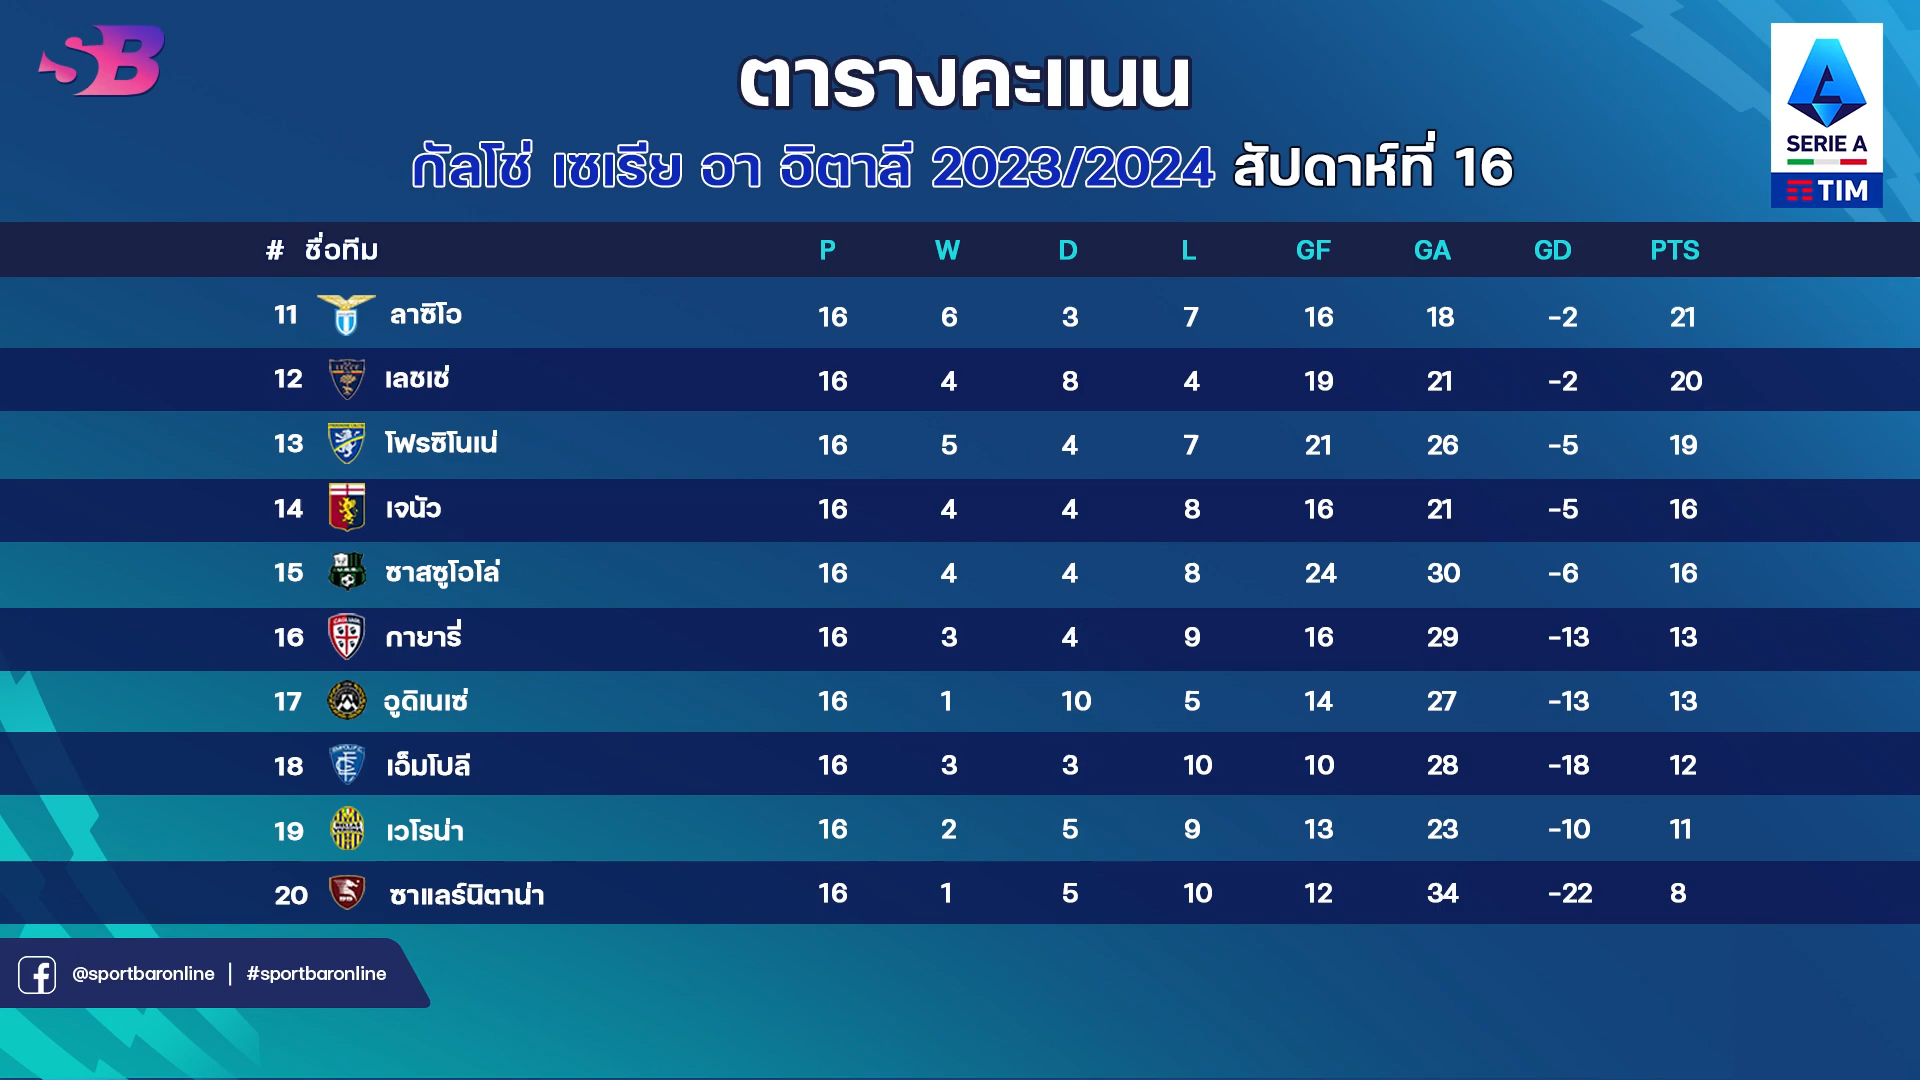 SB
ตารางคะแนน
กัลโช่ เซเรีย อา อิตาลี 2023/2024 สัปดาห์ที่ 16
SERIE A
TIM
# ชื่อทีม P W D L GF GA GD PTS
11 ลาซิโอ 16 6 3 7 16 18 -2 21
12 เลชเช่ 16 4 8 4 19 21 -2 20
13 โฟรซิโนเน่ 16 5 4 7 21 26 -5 19
14 เจนัว 16 4 4 8 16 21 -5 16
15 ซาสซูโอโล่ 16 4 4 8 24 30 -6 16
16 กายารี่ 16 3 4 9 16 29 -13 13
17 อูดิเนเซ่ 16 1 10 5 14 27 -13 13
18 เอ็มโปลี 16 3 3 10 10 28 -18 12
19 เวโรน่า 16 2 5 9 13 23 -10 11
20 ซาแลร์นิตาน่า 16 1 5 10 12 34 -22 8
@sportbaronline | #sportbaronline